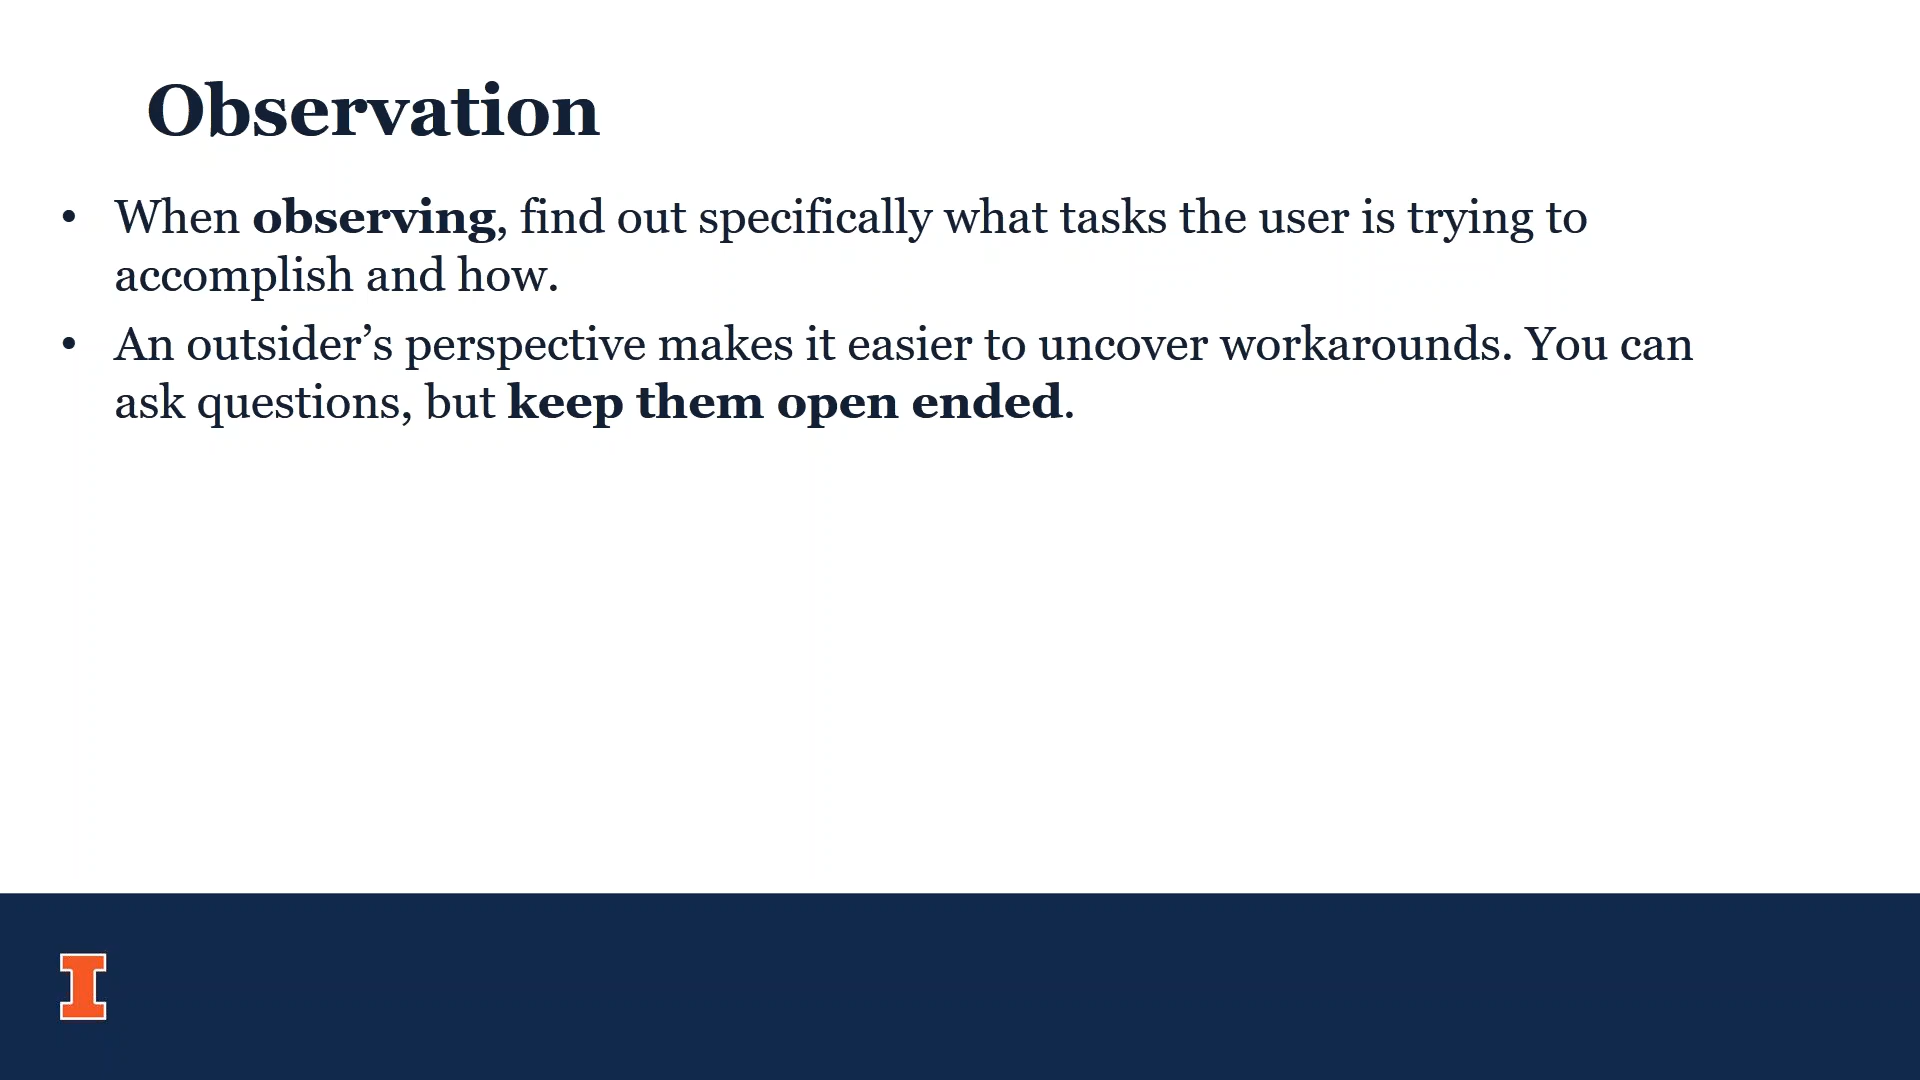 Observation
• When observing, find out specifically what tasks the user is trying to
accomplish and how.
• An outsider’s perspective makes it easier to uncover workarounds. You can
ask questions, but keep them open ended.
I